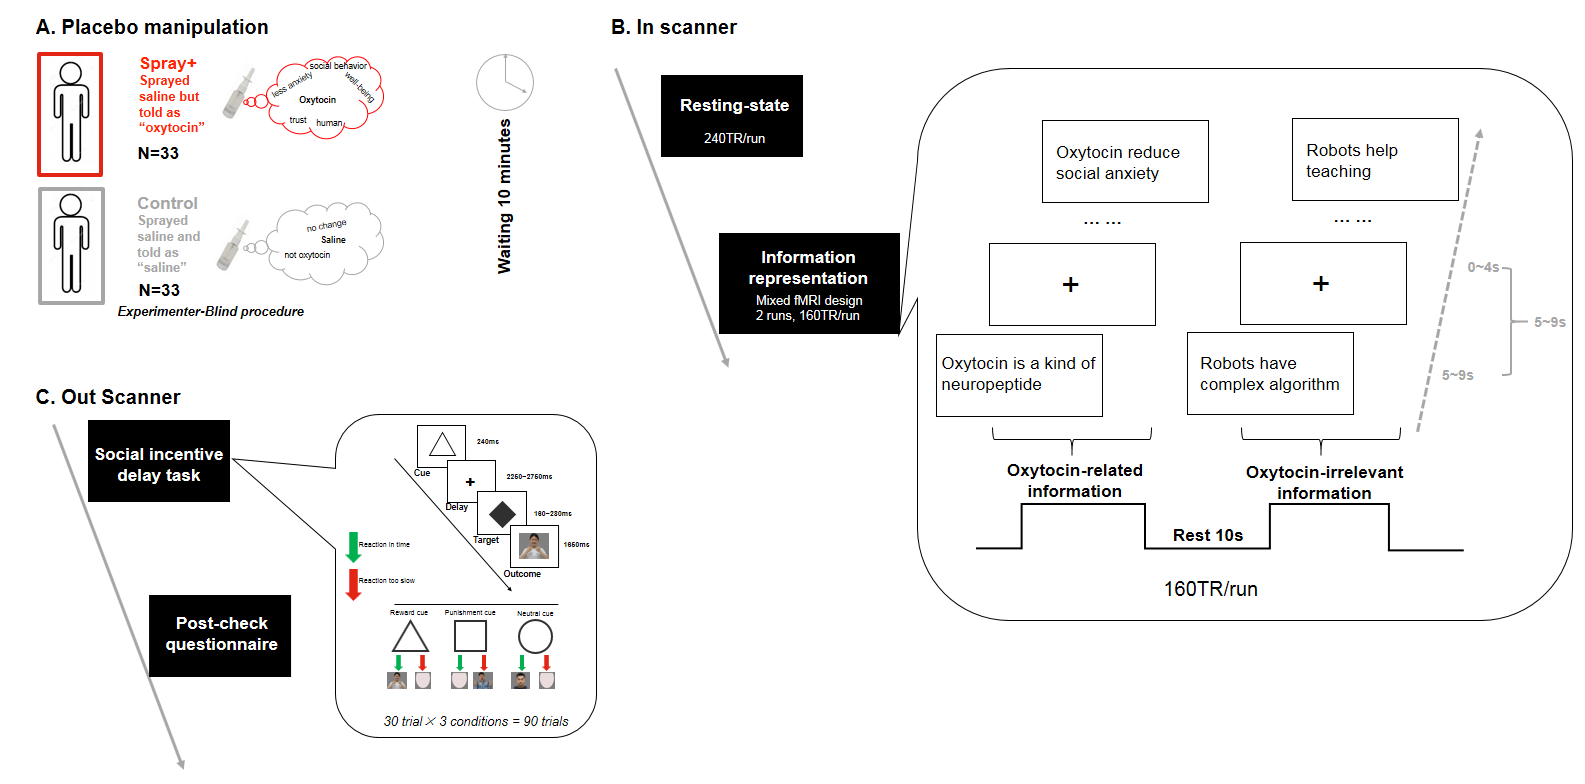 A. Placebo manipulation
Spray+
Sprayed
saline but
told as
“oxytocin”
N=33
less anxiety
social behavior
well-being
Oxytocin
trust
human
Control
Sprayed
saline and
told as
“saline”
N=33
no change
Saline
not oxytocin
Experimenter-Blind procedure
Waiting 10 minutes
B. In scanner
Resting-state
240TR/run
Information
representation
Mixed fMRI design
2 runs, 160TR/run
Oxytocin reduce
social anxiety
Robots help
teaching
... ...
... ...
+
+
0~4s
5~9s
5~9s
Oxytocin is a kind of
neuropeptide
Robots have
complex algorithm
Oxytocin-related
information
Oxytocin-irrelevant
information
Rest 10s
160TR/run
C. Out Scanner
Social incentive
delay task
Post-check
questionnaire
240ms
Cue
+
2250~2750ms
Delay
160~280ms
Target
1650ms
Outcome
Reaction in time
Reaction too slow
Reward cue
Punishment cue
Neutral cue
30 trial × 3 conditions = 90 trials